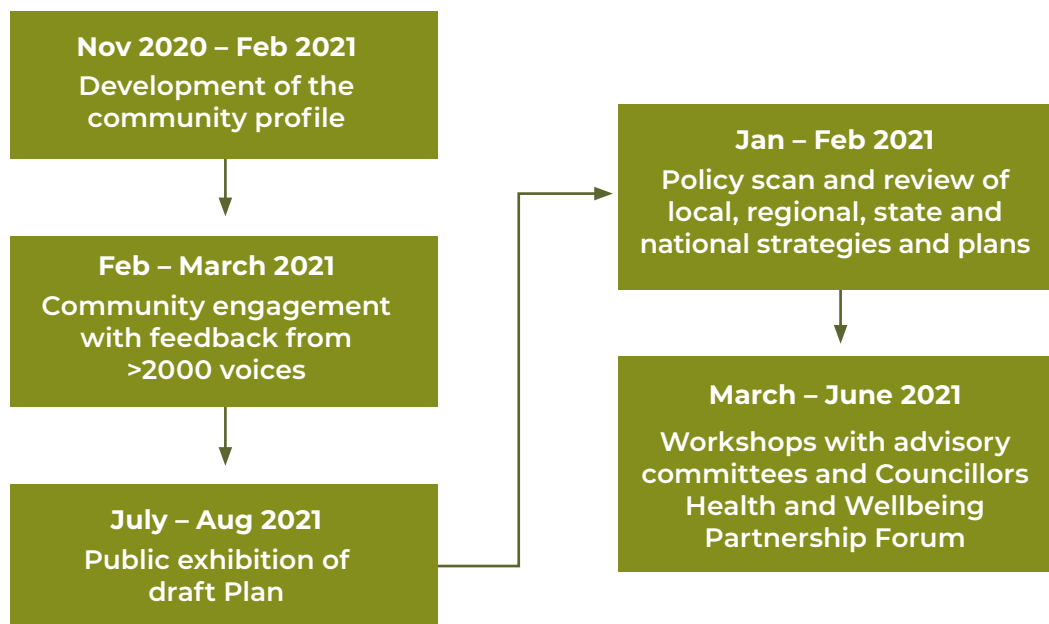 Nov 2020 – Feb 2021
Development of the
community profile
Feb – March 2021
Community engagement
with feedback from
>2000 voices
July – Aug 2021
Public exhibition of
draft Plan
Jan – Feb 2021
Policy scan and review of
local, regional, state and
national strategies and plans
March – June 2021
Workshops with advisory
committees and Councillors
Health and Wellbeing
Partnership Forum